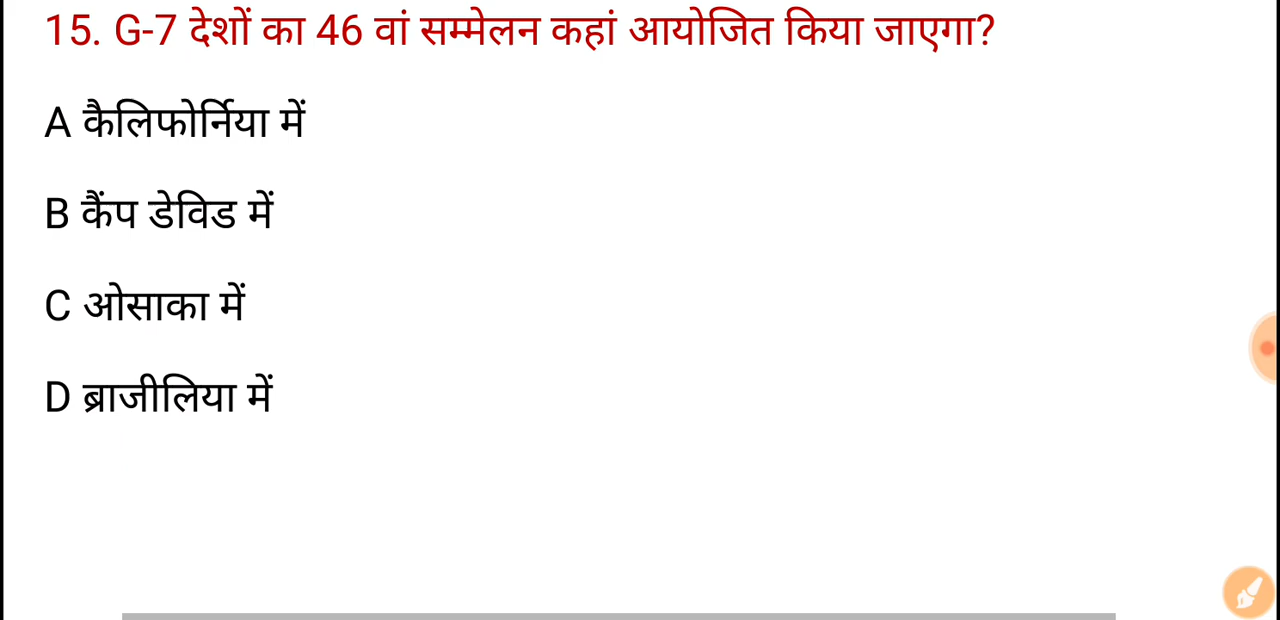 15. G-7 देशों का 46 वां सम्मेलन कहां आयोजित किया जाएगा?
A कैलिफोर्निया में
B कैंप डेविड में
C ओसाका में
D ब्राजीलिया में